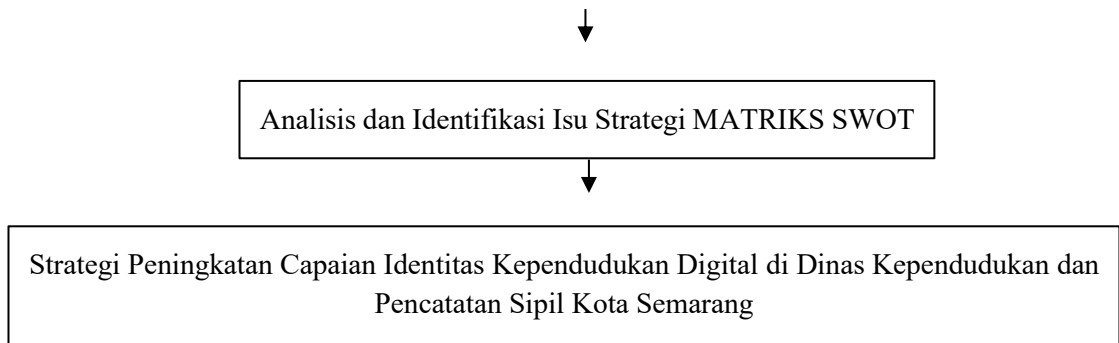 Analisis dan Identifikasi Isu Strategi MATRIKS SWOT
Strategi Peningkatan Capaian Identitas Kependudukan Digital di Dinas Kependudukan dan
Pencatatan Sipil Kota Semarang